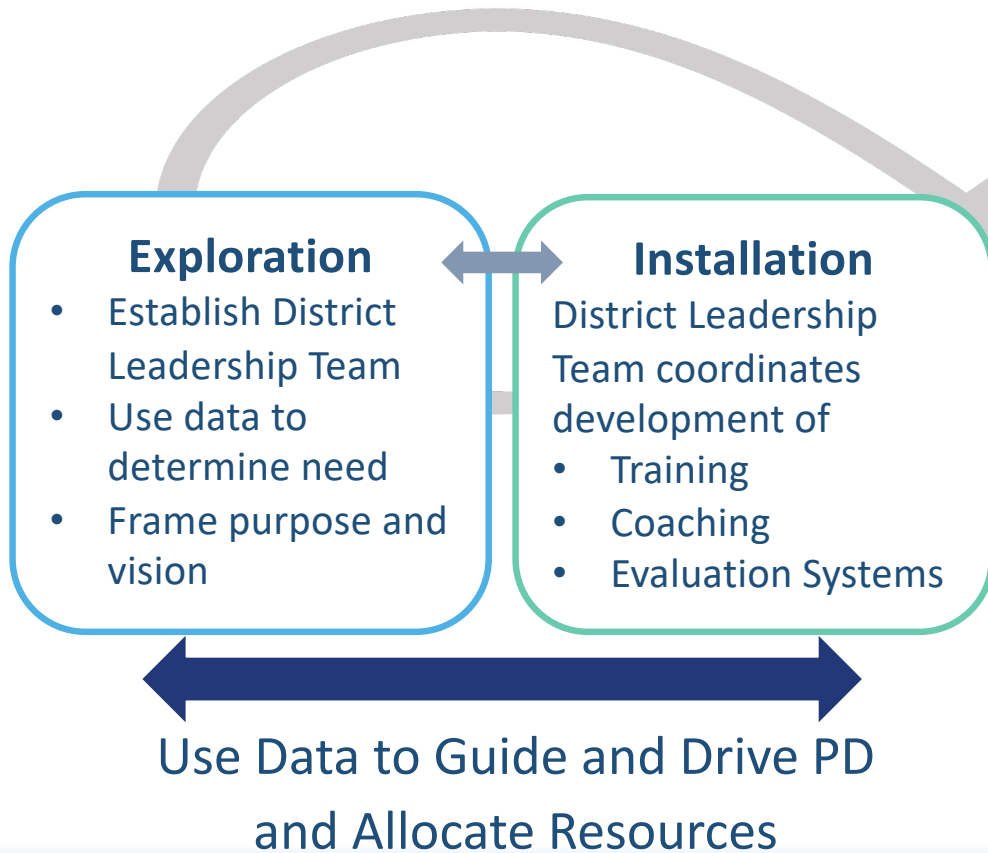 Exploration
• Establish District
Leadership Team
• Use data to
determine need
• Frame purpose and
vision
Installation
District Leadership
Team coordinates
development of
• Training
• Coaching
• Evaluation Systems
Use Data to Guide and Drive PD
and Allocate Resources